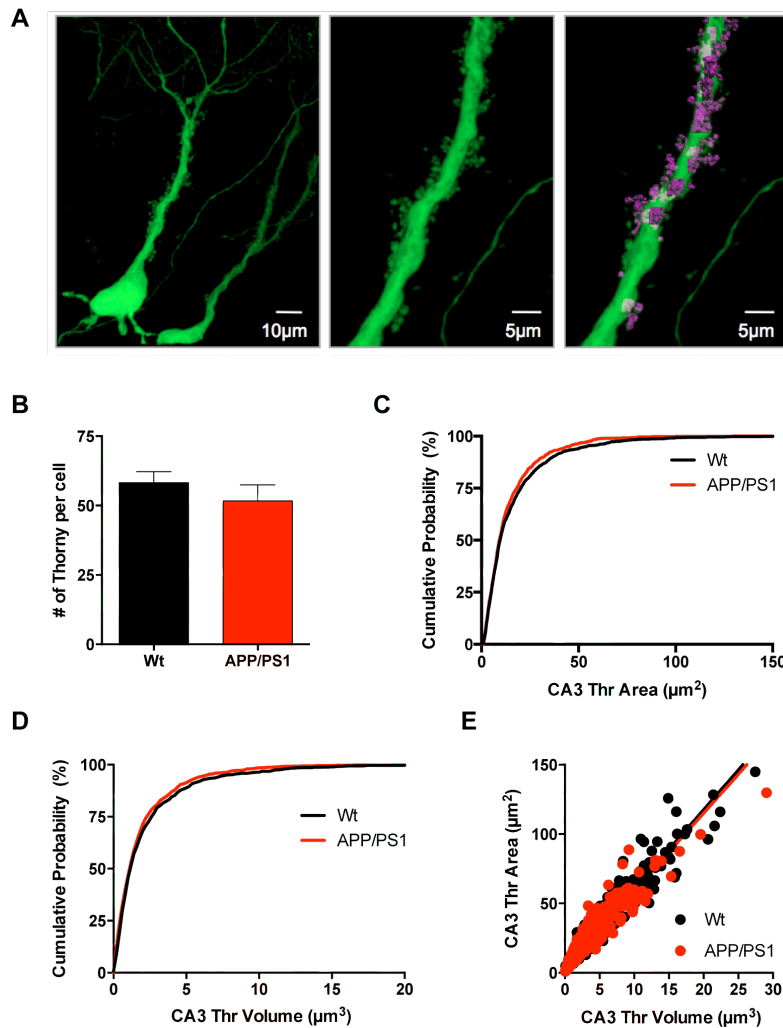 A
10µm
5µm
5µm
B
# of Thorny per cell
75
50
25
0
Wt
APP/PS1
C
Cumulative Probability (%)
100
75
50
25
0
Wt
APP/PS1
0
50
100
150
CA3 Thr Area (µm²)
D
Cumulative Probability (%)
100
75
50
25
0
Wt
APP/PS1
0
5
10
15
20
CA3 Thr Volume (µm³)
E
CA3 Thr Area (µm²)
150
100
50
0
Wt
APP/PS1
0
5
10
15
20
25
30
CA3 Thr Volume (µm³)